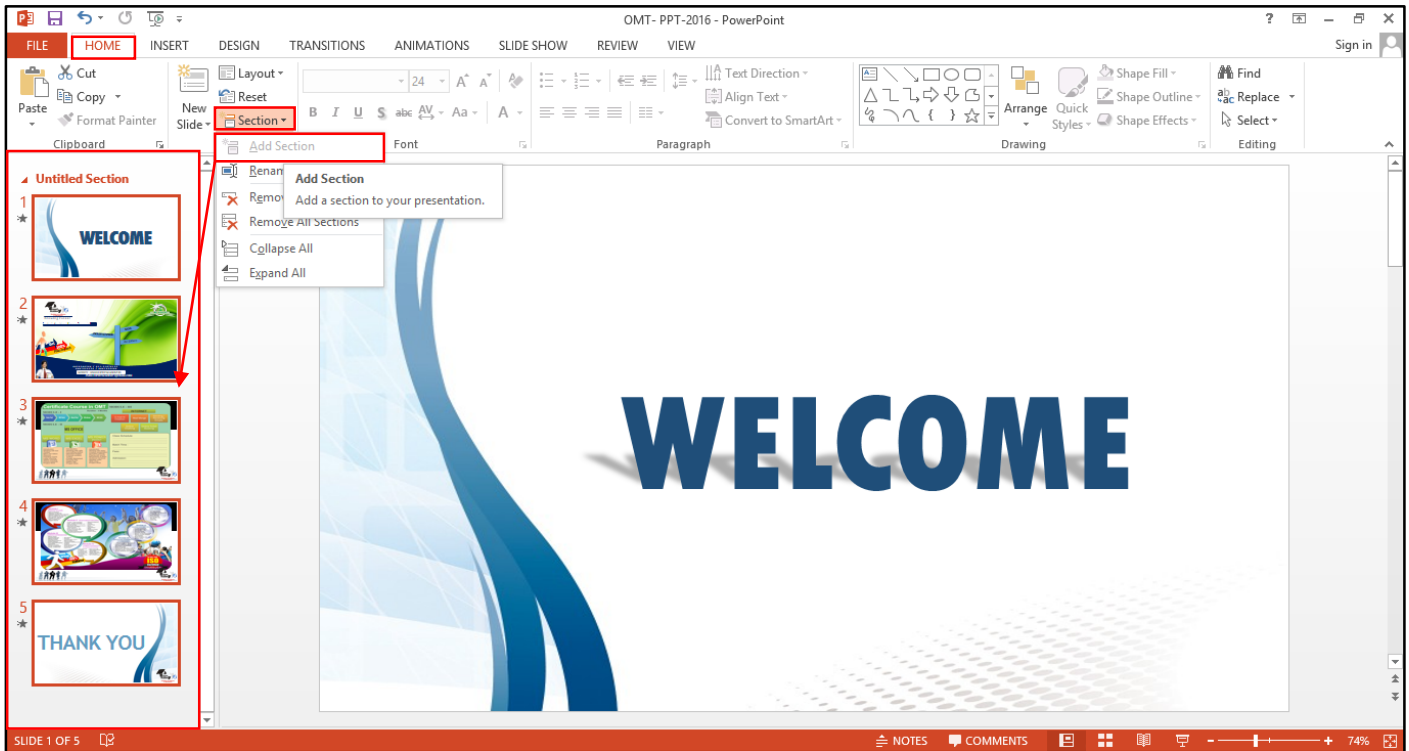 OMT- PPT-2016 - PowerPoint
FILE HOME INSERT DESIGN TRANSITIONS ANIMATIONS SLIDE SHOW REVIEW VIEW Sign in
Paste
Cut
Copy
Format Painter
Clipboard
New
Slide
Layout
Reset
Section
24
B I U S abc AV Aa A
Font
Text Direction
Align Text
Convert to SmartArt
Paragraph
Arrange
Quick
Styles
Shape Fill
Shape Outline
Shape Effects
Drawing
Find
Replace
Select
Editing
Add Section
Remove All Sections
Collapse All
Expand All
Add Section
Add a section to your presentation.
Untitled Section
1
WELCOME
2
3
Certificate Course in OMT
4
5
THANK YOU
WELCOME
SLIDE 1 OF 5
NOTES COMMENTS 74%